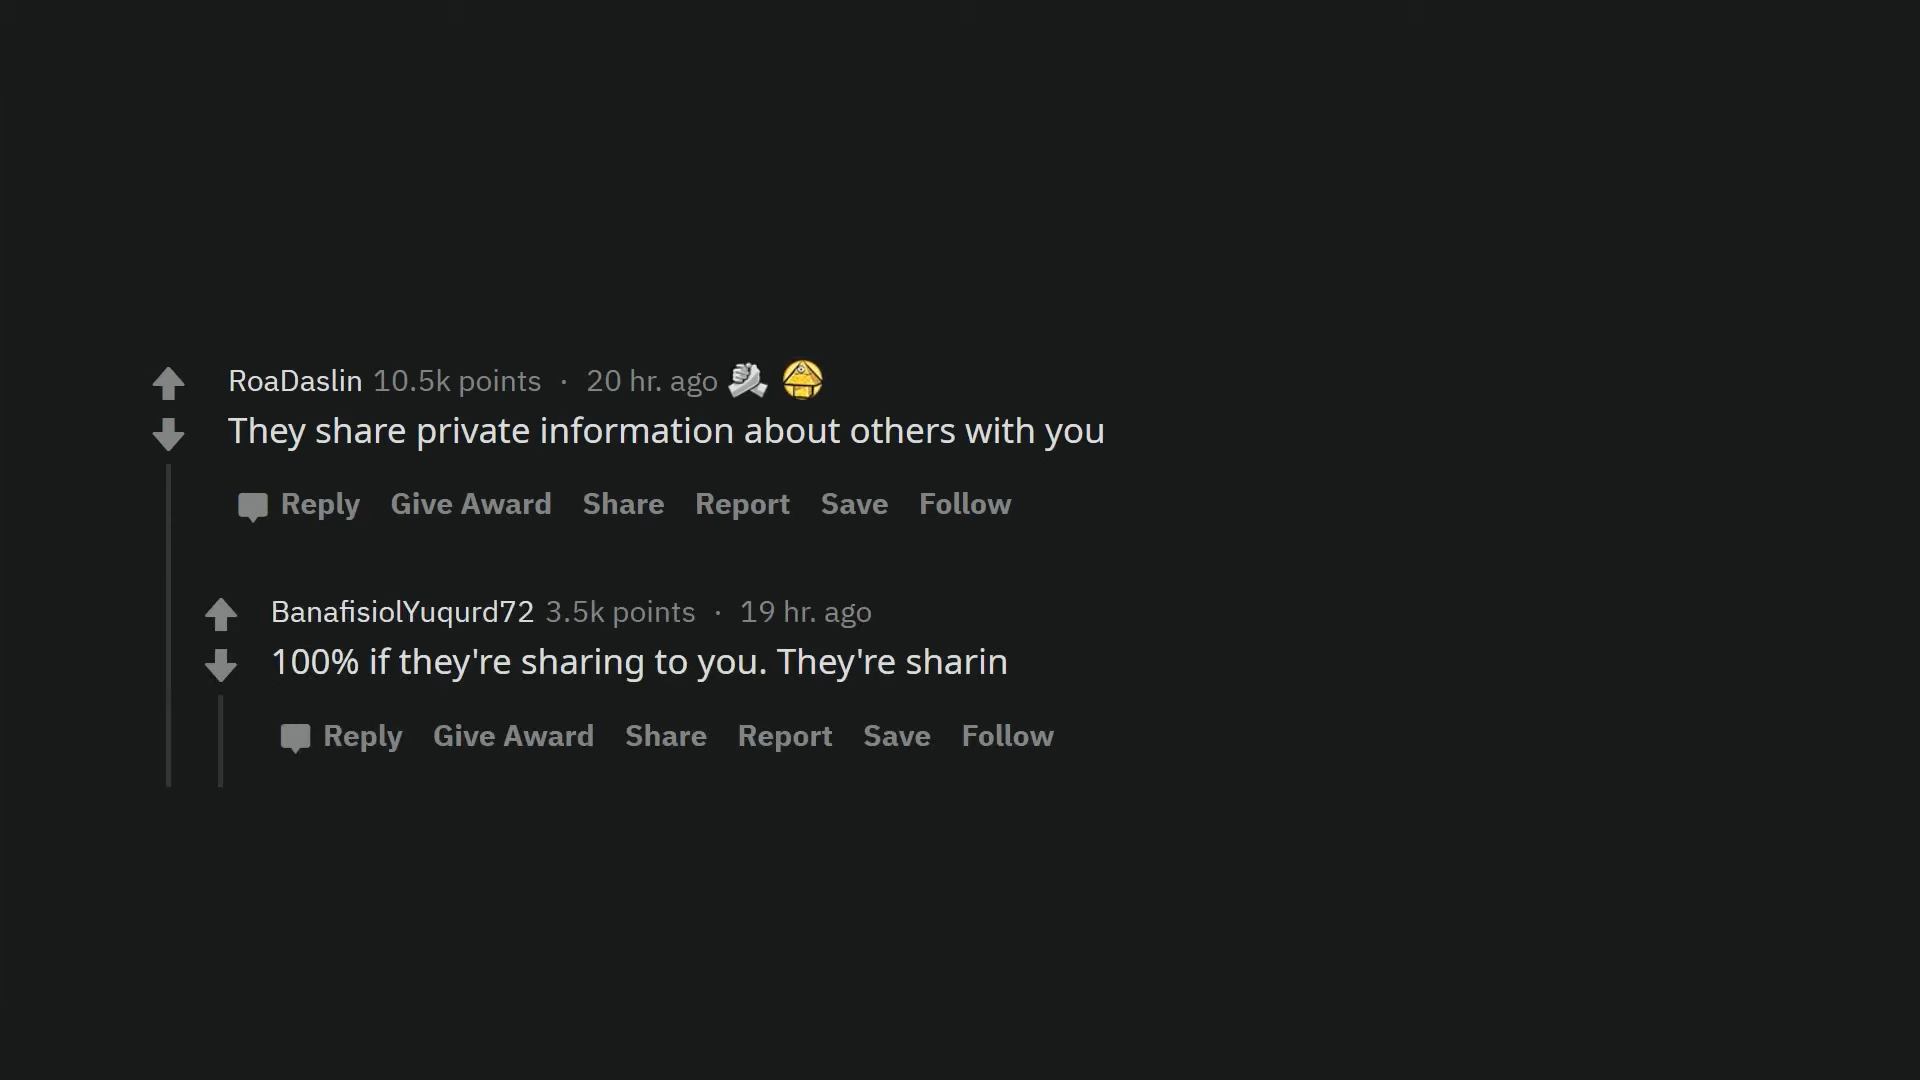 RoaDaslin 10.5k points · 20 hr. ago
They share private information about others with you
Reply Give Award Share Report Save Follow
BanafisiolYuqurd72 3.5k points · 19 hr. ago
100% if they're sharing to you. They're sharin
Reply Give Award Share Report Save Follow